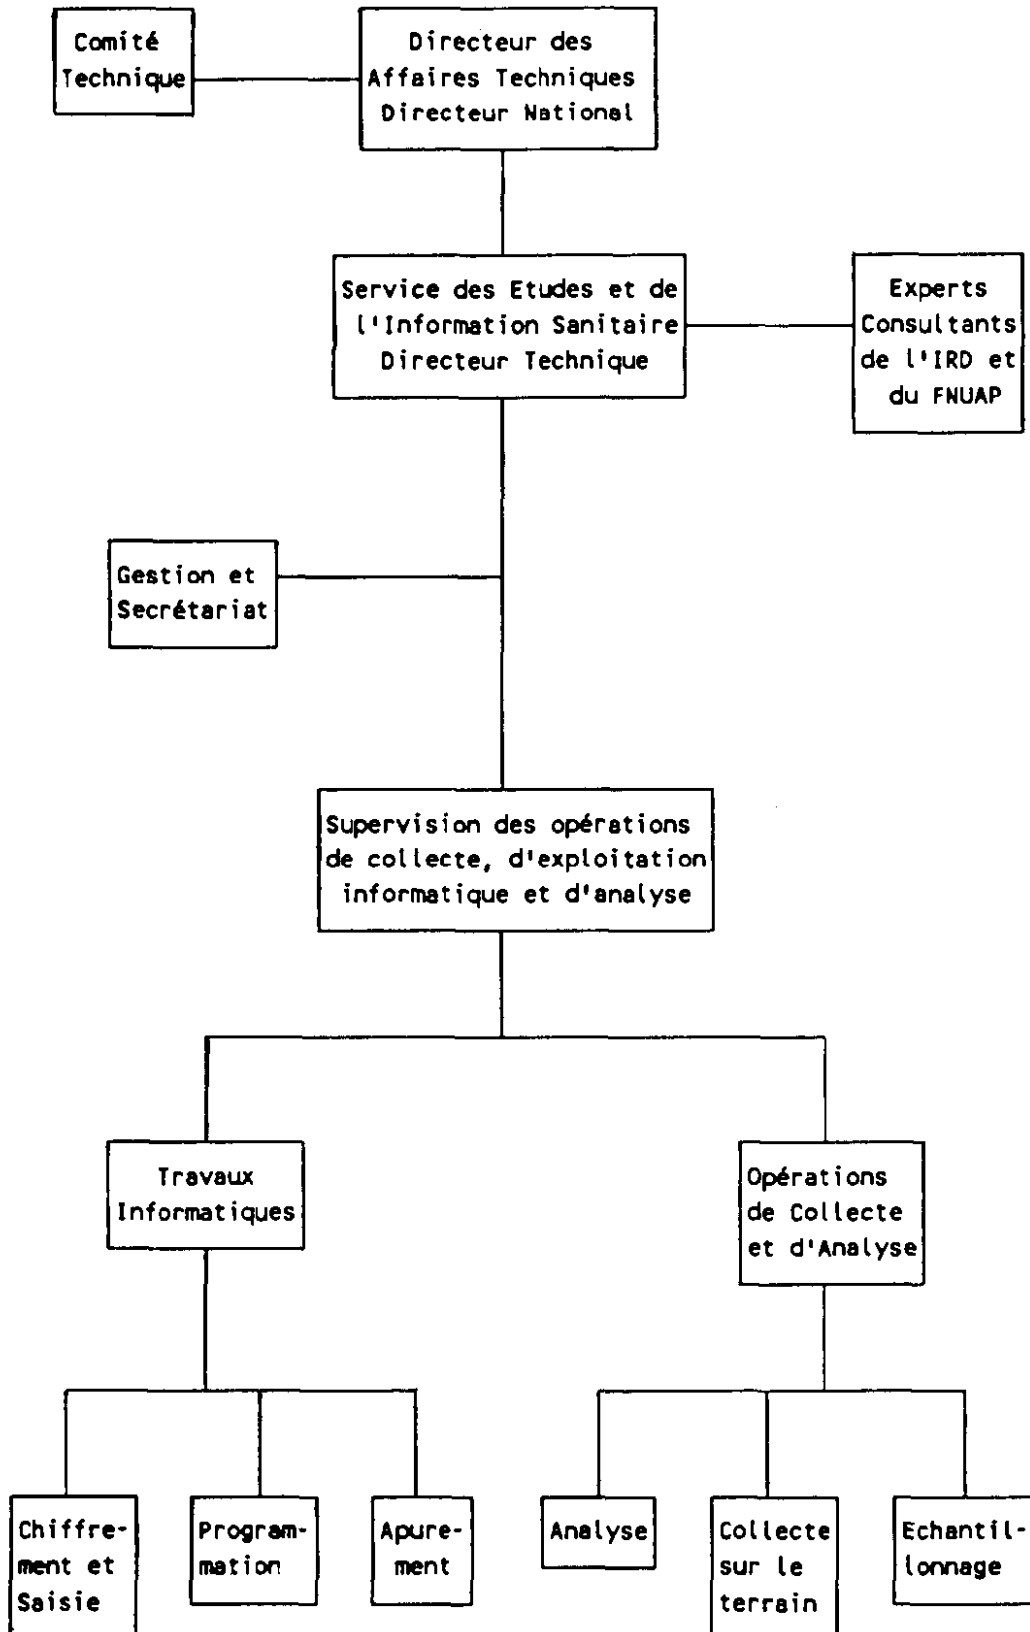 Comité
Technique
Directeur des
Affaires Techniques
Directeur National
Service des Etudes et de
l'Information Sanitaire
Directeur Technique
Experts
Consultants
de l'IRD et
du FNUAP
Gestion et
Secrétariat
Supervision des opérations
de collecte, d'exploitation
informatique et d'analyse
Travaux
Informatiques
Opérations
de Collecte
et d'Analyse
Chiffre-
ment et
Saisie
Program-
mation
Apure-
ment
Analyse
Collecte
sur le
terrain
Echantil-
lonnage